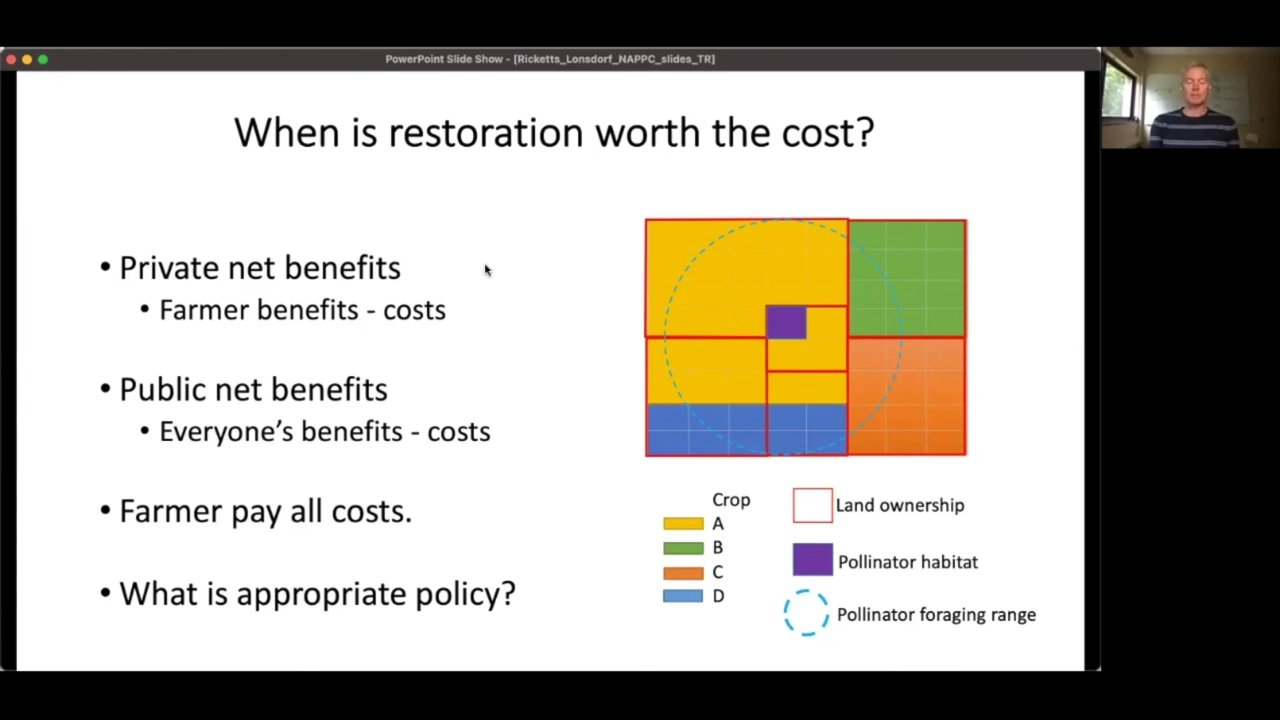 PowerPoint Slide Show - [Ricketts_Lonsdorf_NAPPC_slides_TR]
When is restoration worth the cost?
• Private net benefits
• Farmer benefits - costs
• Public net benefits
• Everyone's benefits - costs
• Farmer pay all costs.
• What is appropriate policy?
Crop
A
B
C
D
Land ownership
Pollinator habitat
Pollinator foraging range